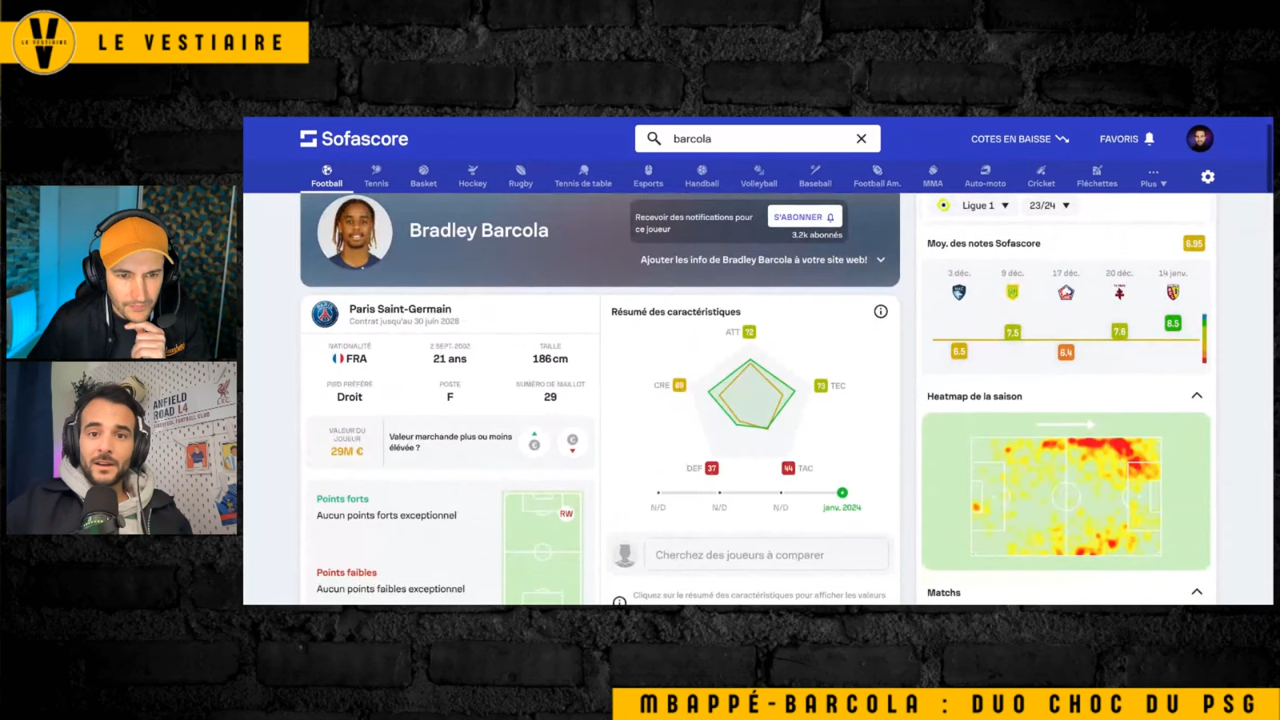 LE VESTIAIRE
LE VESTIAIRE
Sofascore
barcola
COTES EN BAISSE
FAVORIS
Football
Tennis
Basket
Hockey
Rugby
Tennis de table
Esports
Handball
Volleyball
Baseball
Football Am.
MMA
Auto-moto
Cricket
Fléchettes
Plus
Bradley Barcola
Recevoir des notifications pour
ce joueur
S'ABONNER
3.2k abonnés
Ajouter les info de Bradley Barcola à votre site web!
Ligue 1
23/24
Moy. des notes Sofascore
6.95
3 déc.
9 déc.
17 déc.
20 déc.
14 janv.
6.5
7.5
6.4
7.6
8.5
Paris Saint-Germain
Contrat jusqu'au 30 juin 2028
NATIONALITÉ
FRA
2 SEPT. 2002
21 ans
TAILLE
186 cm
PIED PRÉFÉRÉ
Droit
POSTE
F
NUMÉRO DE MAILLOT
29
VALEUR DU
JOUEUR
29M €
Valeur marchande plus ou moins
élévée ?
Points forts
Aucun points forts exceptionnel
Points faibles
Aucun points faibles exceptionnel
RW
Résumé des caractéristiques
ATT 72
CRE 69
73 TEC
DEF 37
44 TAC
N/D
N/D
N/D
janv. 2024
Cherchez des joueurs à comparer
Cliquez sur le résumé des caractéristiques pour afficher les valeurs
Heatmap de la saison
Matchs
ANFIELD
ROAD L4
MBAPPÉ-BARCOLA : DUO CHOC DU PSG